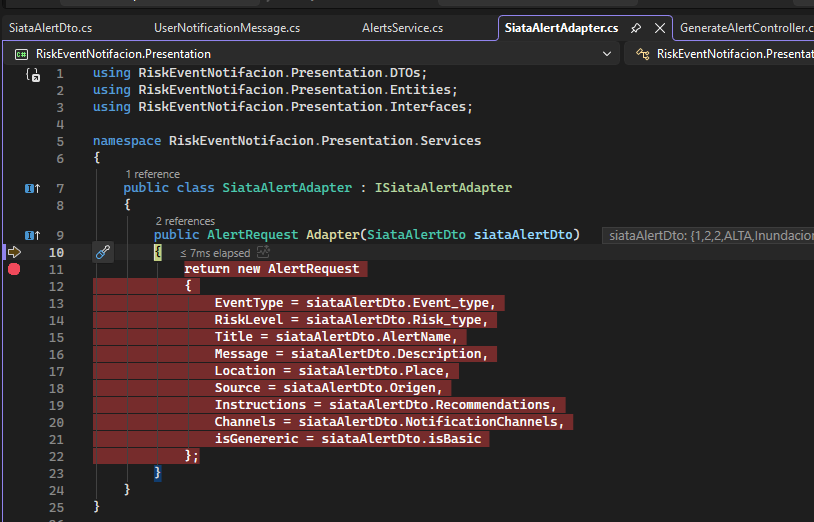 SiataAlertDto.cs UserNotificationMessage.cs AlertsService.cs SiataAlertAdapter.cs GenerateAlertController.cs
C# RiskEventNotifacion.Presentation RiskEventNotifacion.Presentat
1 using RiskEventNotifacion.Presentation.DTOs;
2 using RiskEventNotifacion.Presentation.Entities;
3 using RiskEventNotifacion.Presentation.Interfaces;
4
5 namespace RiskEventNotifacion.Presentation.Services
6 {
1 reference
7 public class SiataAlertAdapter : ISiataAlertAdapter
8 {
2 references
9 public AlertRequest Adapter(SiataAlertDto siataAlertDto) siataAlertDto: {1,2,2,ALTA,Inundacion
10 { ≤ 7ms elapsed
11 return new AlertRequest
12 {
13 EventType = siataAlertDto.Event_type,
14 RiskLevel = siataAlertDto.Risk_type,
15 Title = siataAlertDto.AlertName,
16 Message = siataAlertDto.Description,
17 Location = siataAlertDto.Place,
18 Source = siataAlertDto.Origen,
19 Instructions = siataAlertDto.Recommendations,
20 Channels = siataAlertDto.NotificationChannels,
21 isGenereric = siataAlertDto.isBasic
22 };
23 }
24 }
25 }